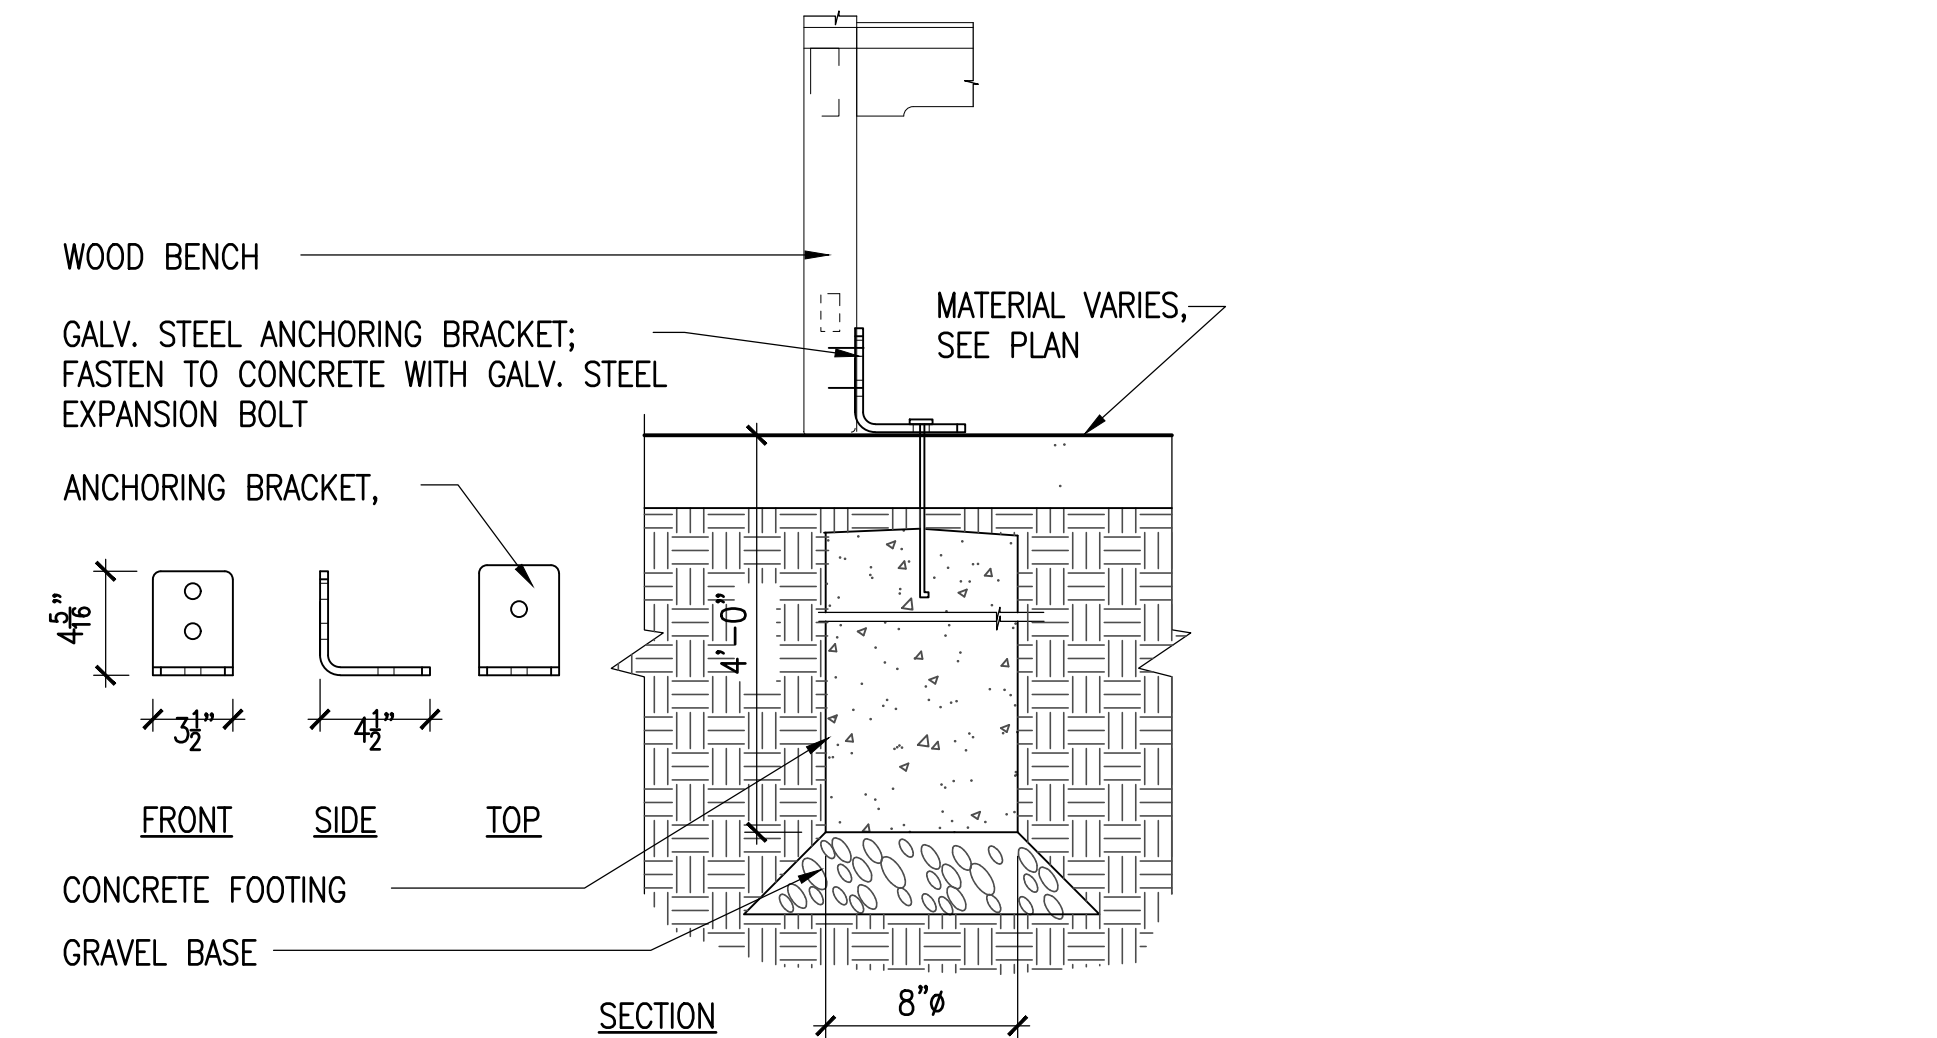 WOOD BENCH
GALV. STEEL ANCHORING BRACKET;
FASTEN TO CONCRETE WITH GALV. STEEL
EXPANSION BOLT
MATERIAL VARIES,
SEE PLAN
ANCHORING BRACKET,
4 5/16"
3 1/2"
4 1/2"
4'-0"
FRONT
SIDE
TOP
CONCRETE FOOTING
GRAVEL BASE
8"ø
SECTION